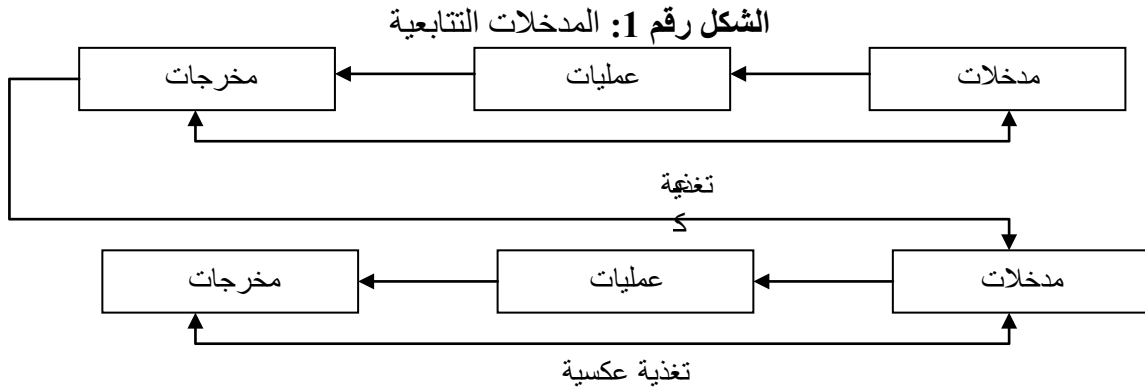 الشكل رقم 1: المدخلات التتابعية
مدخلات عمليات مخرجات
تغذية
مدخلات عمليات مخرجات
تغذية عكسية